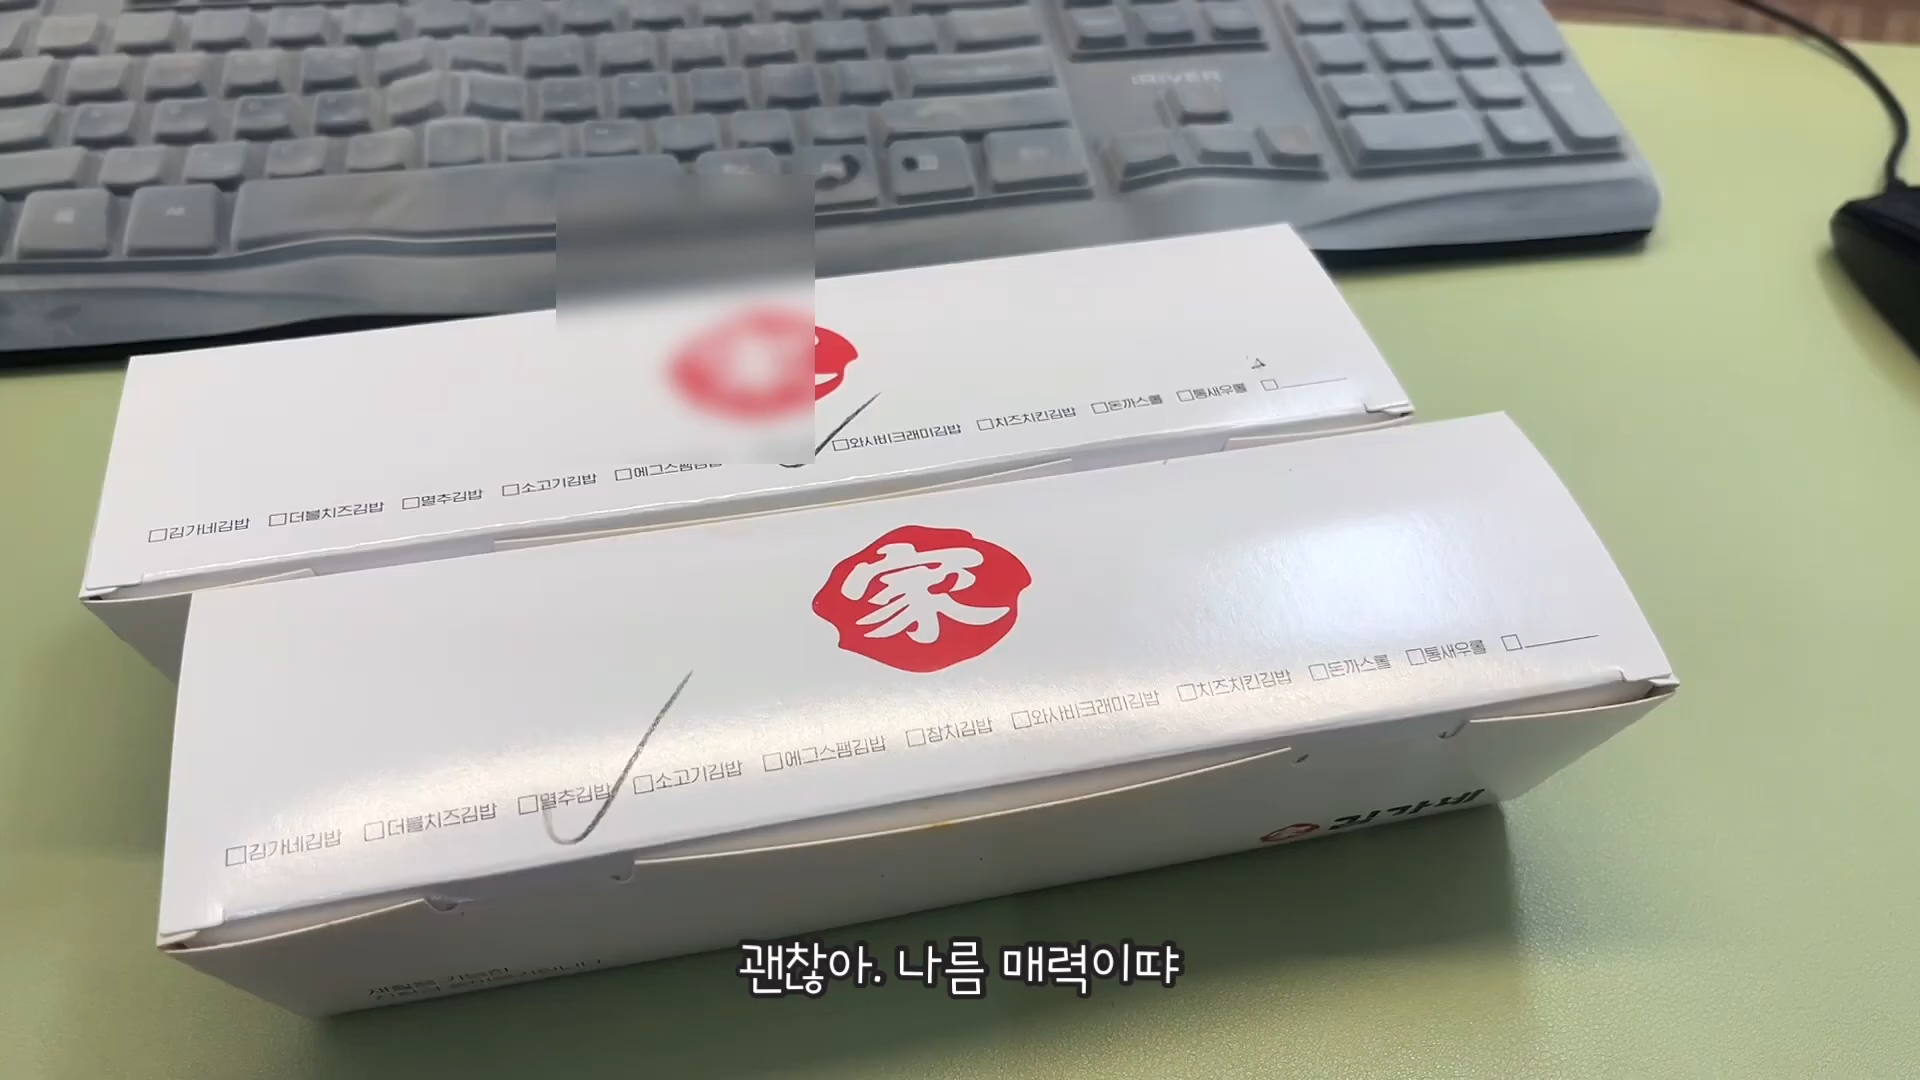 iRIVER
□김가네김밥 □더블치즈김밥 □멸추김밥 □소고기김밥 □에그스팸김밥 □와사비크래미김밥 □치즈치킨김밥 □돈까스롤 □통새우롤 □
家
□김가네김밥 □더블치즈김밥 □멸추김밥 □소고기김밥 □에그스팸김밥 □참치김밥 □와사비크래미김밥 □치즈치킨김밥 □돈까스롤 □통새우롤 □
김가네
괜찮아. 나름 매력이땨